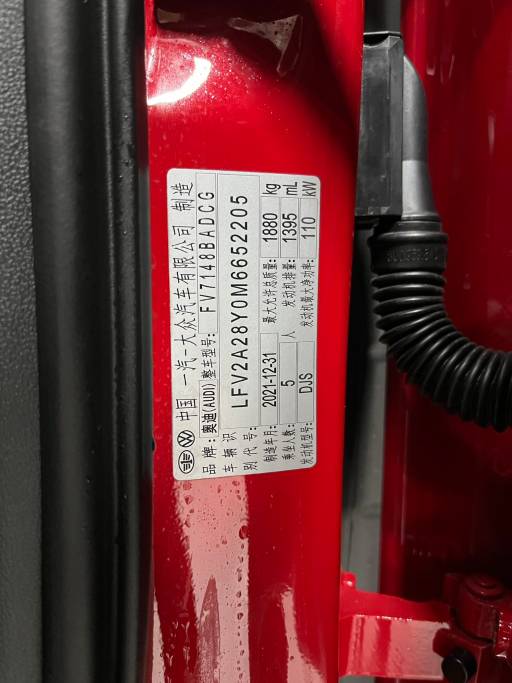 中国 一汽-大众汽车有限公司 制造
品牌:奥迪(AUDI) 整车型号: FV7148BADCG
车辆识别代号: LFV2A28Y0M6652205
制造年月: 2021-12-31 最大允许总质量: 1880 kg
乘坐人数: 5 人 发动机排量: 1395 mL
发动机型号: DJS 发动机最大净功率: 110 kW